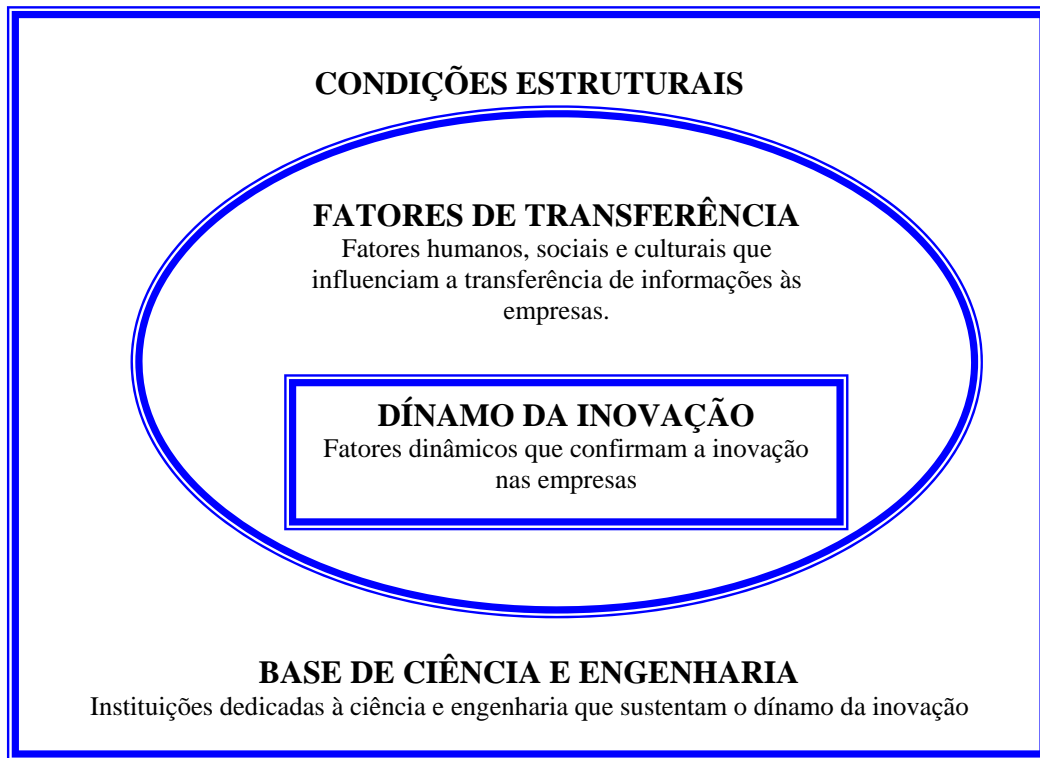 CONDIÇÕES ESTRUTURAIS
FATORES DE TRANSFERÊNCIA
Fatores humanos, sociais e culturais que
influenciam a transferência de informações às
empresas.
DÍNAMO DA INOVAÇÃO
Fatores dinâmicos que confirmam a inovação
nas empresas
BASE DE CIÊNCIA E ENGENHARIA
Instituições dedicadas à ciência e engenharia que sustentam o dínamo da inovação